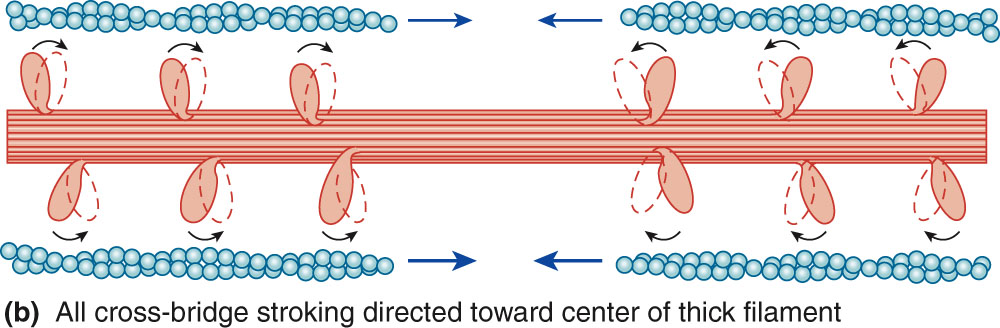 (b) All cross-bridge stroking directed toward center of thick filament